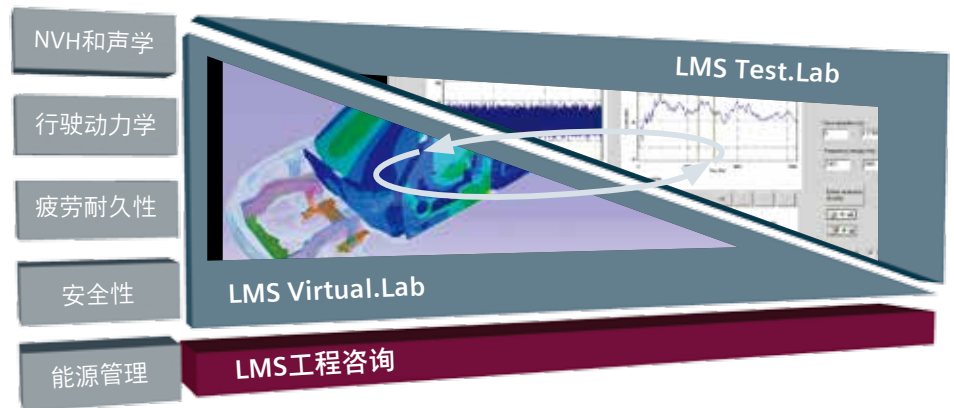 NVH和声学
行驶动力学
疲劳耐久性
安全性
能源管理
LMS Test.Lab
LMS Virtual.Lab
LMS工程咨询